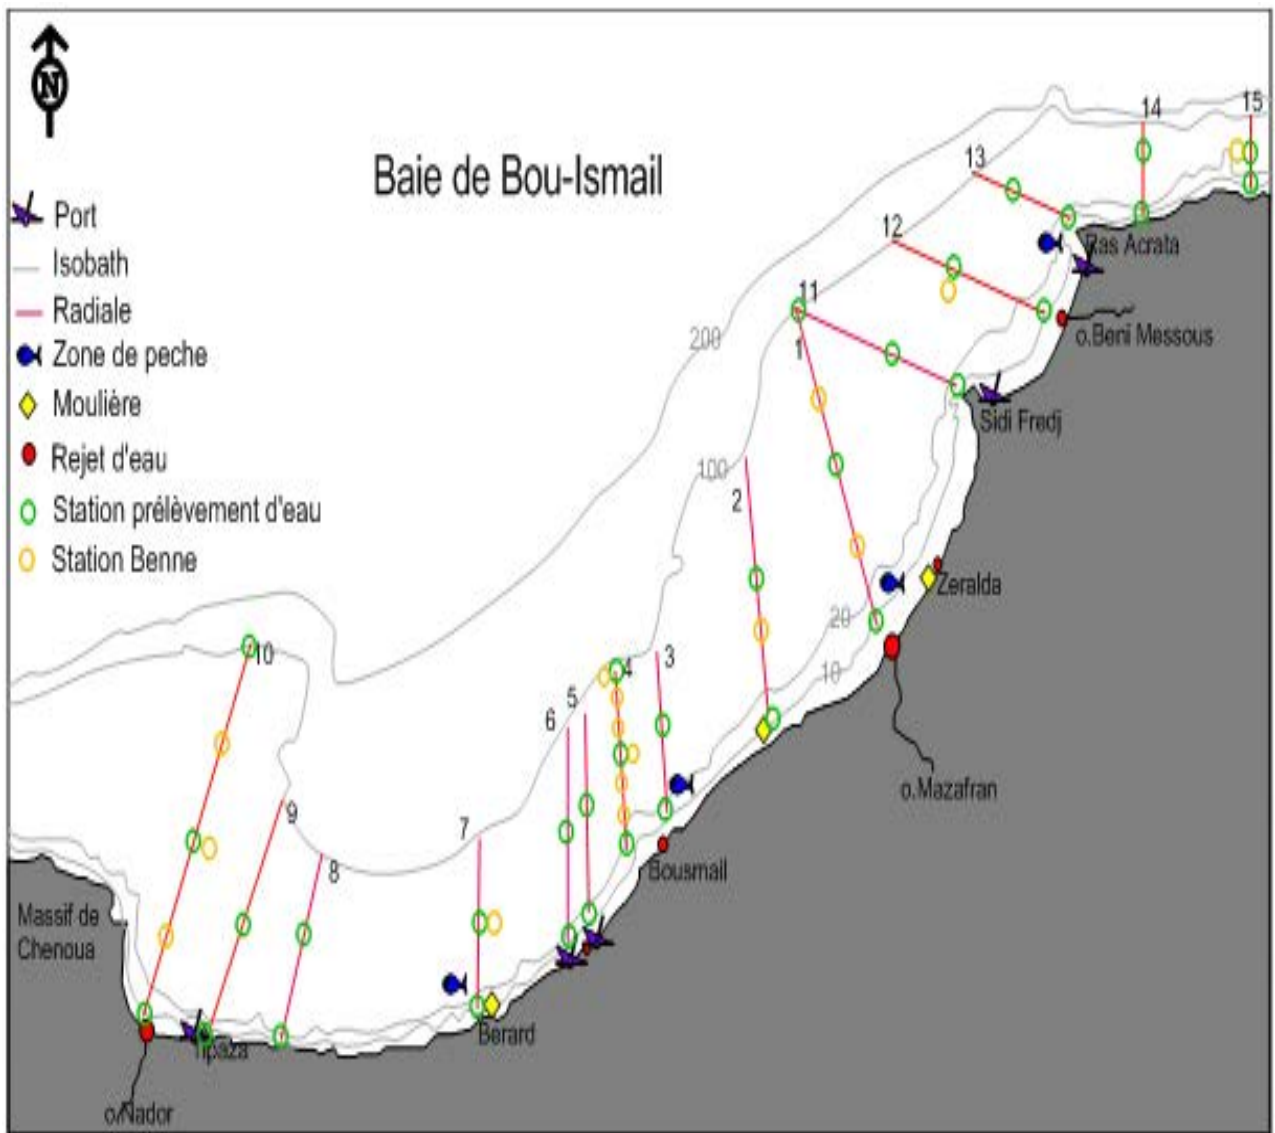 N
Baie de Bou-Ismail
Port
Isobath
Radiale
Zone de peche
Moulière
Rejet d'eau
Station prélèvement d'eau
Station Benne
15
14
13
12
11
1
200
100
2
20
10
3
4
5
6
7
8
9
10
Ras Acrata
o.Beni Messous
Sidi Fredj
Zeralda
o.Mazafran
Bousmail
Berard
Tipaza
Massif de
Chenoua
o.Nador